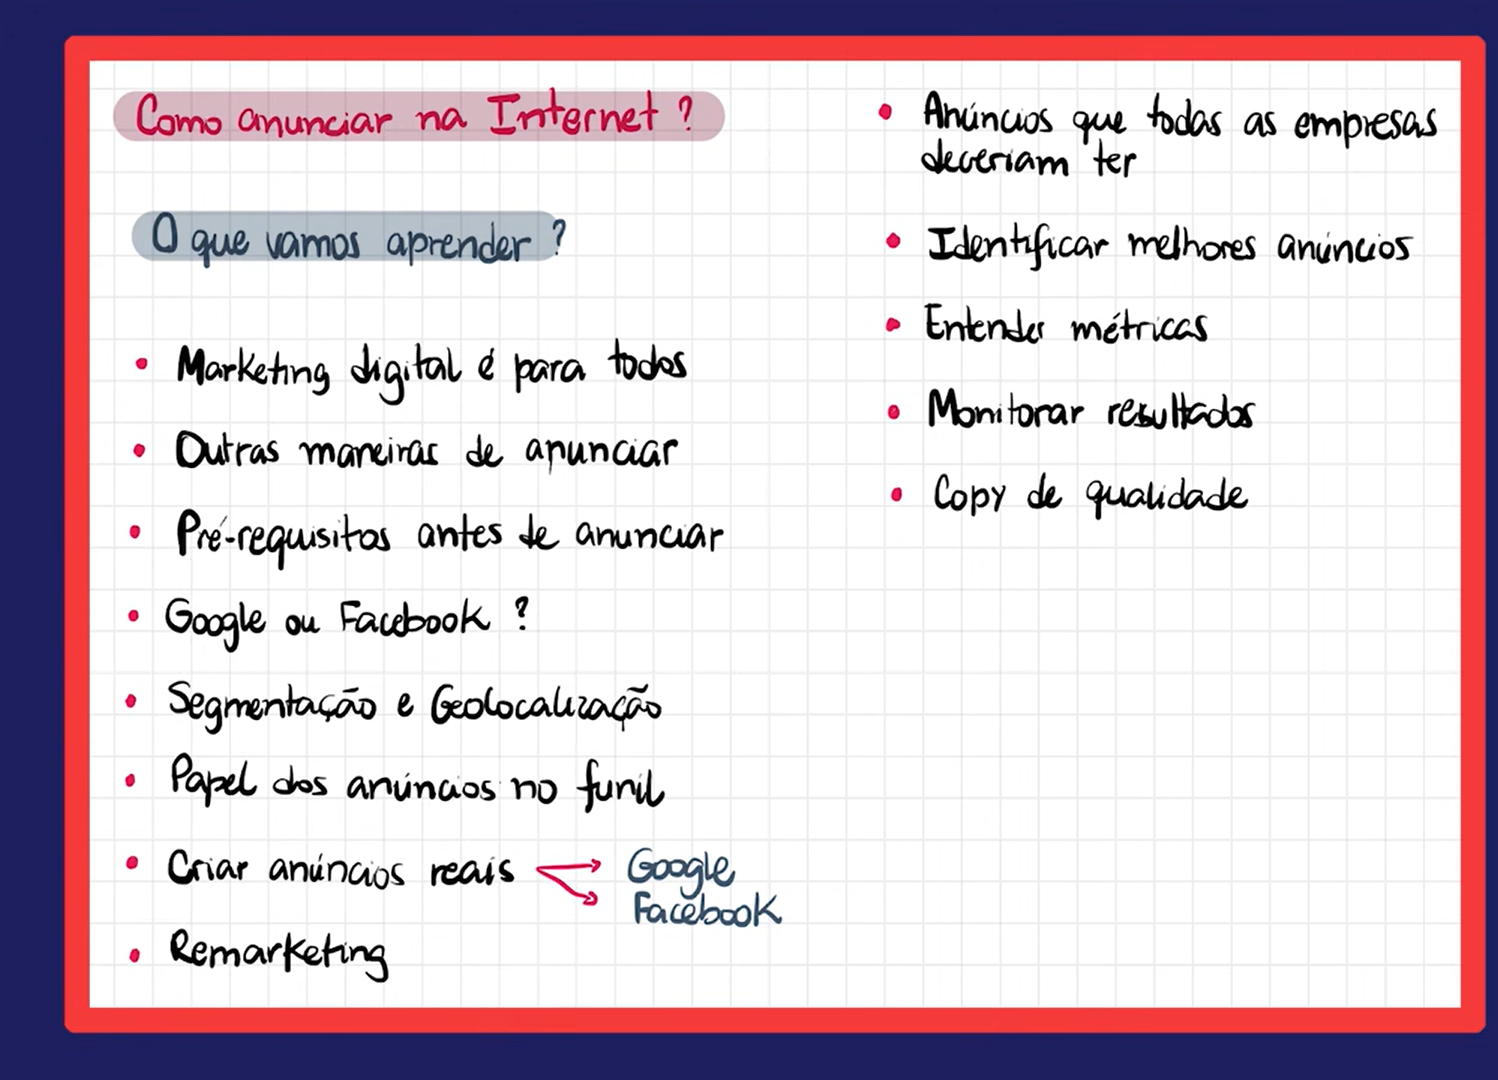 Como anunciar na Internet ?
O que vamos aprender ?
• Marketing digital é para todos
• Outras maneiras de anunciar
• Pré-requisitos antes de anunciar
• Google ou Facebook ?
• Segmentação e Geolocalização
• Papel dos anúncios no funil
• Criar anúncios reais → Google
→ Facebook
• Remarketing
• Anúncios que todas as empresas
deveriam ter
• Identificar melhores anúncios
• Entender métricas
• Monitorar resultados
• Copy de qualidade